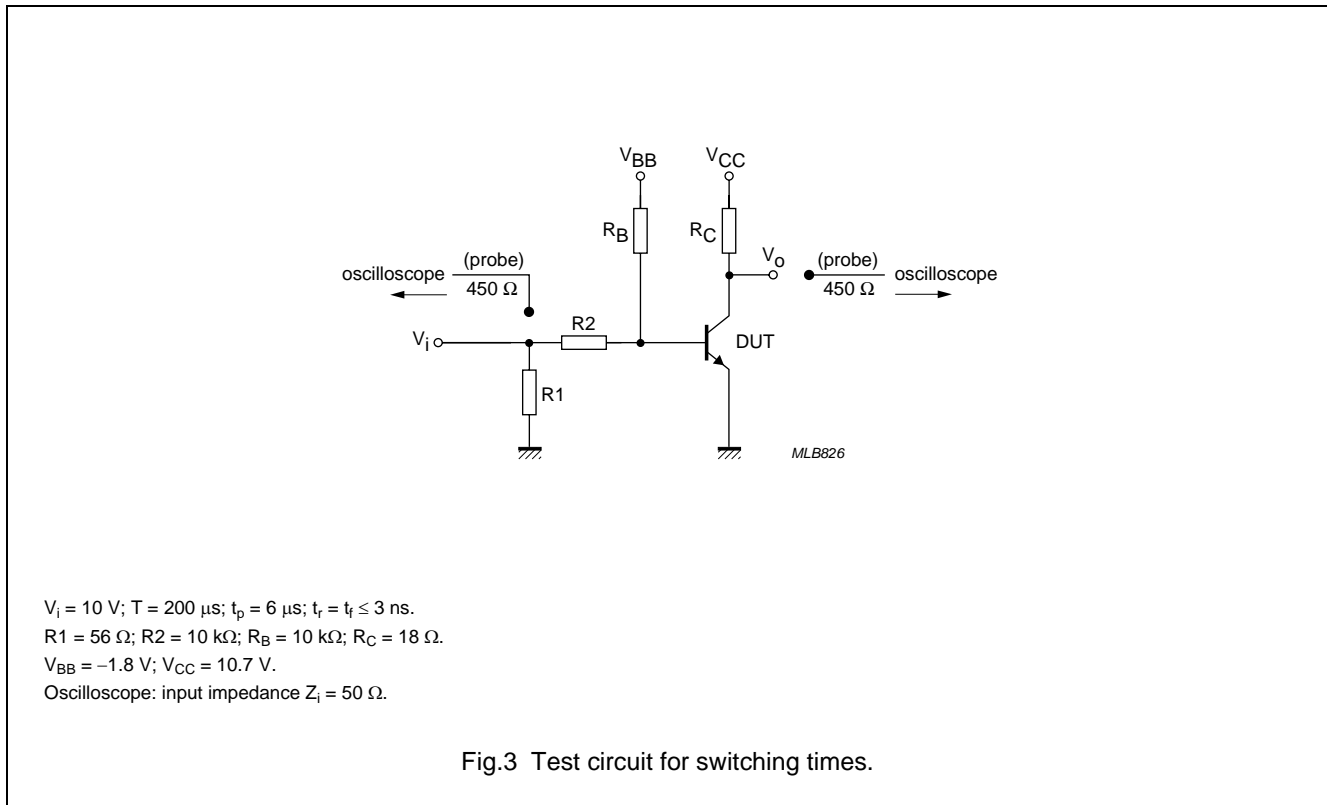 V_BB V_CC
R_B R_C
V_o
oscilloscope (probe) 450 Ω
(probe) 450 Ω oscilloscope
R2
V_i
DUT
R1
MLB826
V_i = 10 V; T = 200 μs; t_p = 6 μs; t_r = t_f ≤ 3 ns.
R1 = 56 Ω; R2 = 10 kΩ; R_B = 10 kΩ; R_C = 18 Ω.
V_BB = −1.8 V; V_CC = 10.7 V.
Oscilloscope: input impedance Z_i = 50 Ω.
Fig.3 Test circuit for switching times.